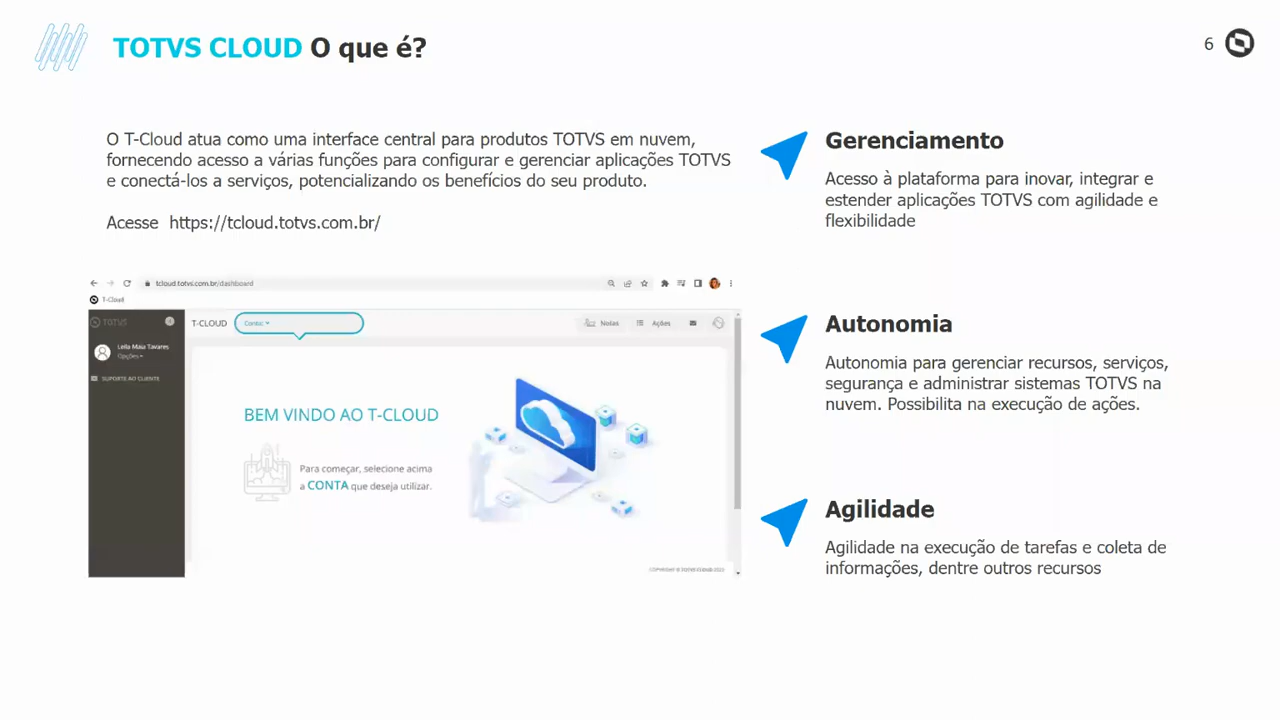 TOTVS CLOUD O que é?
6
O T-Cloud atua como uma interface central para produtos TOTVS em nuvem,
fornecendo acesso a várias funções para configurar e gerenciar aplicações TOTVS
e conectá-los a serviços, potencializando os benefícios do seu produto.
Acesse https://tcloud.totvs.com.br/
tcloud.totvs.com.br/dashboard
T-Cloud
TOTVS
T-CLOUD
Conta:
Notas
Ações
Leila Maia Tavares
Opções
SUPORTE AO CLIENTE
BEM VINDO AO T-CLOUD
Para começar, selecione acima
a CONTA que deseja utilizar.
Gerenciamento
Acesso à plataforma para inovar, integrar e
estender aplicações TOTVS com agilidade e
flexibilidade
Autonomia
Autonomia para gerenciar recursos, serviços,
segurança e administrar sistemas TOTVS na
nuvem. Possibilita na execução de ações.
Agilidade
Agilidade na execução de tarefas e coleta de
informações, dentre outros recursos